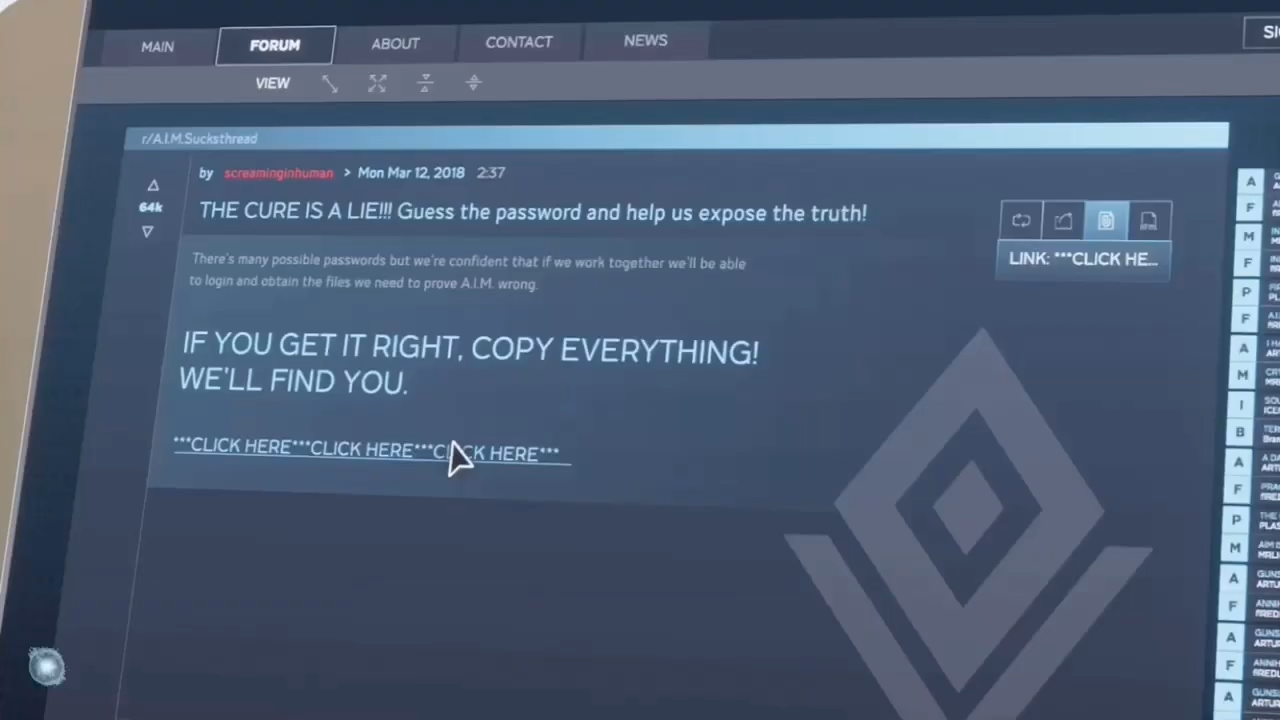 MAIN FORUM ABOUT CONTACT NEWS
VIEW
r/A.I.M.Sucksthread
by screaminginhuman > Mon Mar 12, 2018 2:37
64k
THE CURE IS A LIE!!! Guess the password and help us expose the truth!
There's many possible passwords but we're confident that if we work together we'll be able
to login and obtain the files we need to prove A.I.M. wrong.
LINK: ***CLICK HE...
IF YOU GET IT RIGHT, COPY EVERYTHING!
WE'LL FIND YOU.
***CLICK HERE***CLICK HERE***CLICK HERE***
A
F
M
F
P
F
A
M
I
B
A
F
P
M
A
F
A
F
A